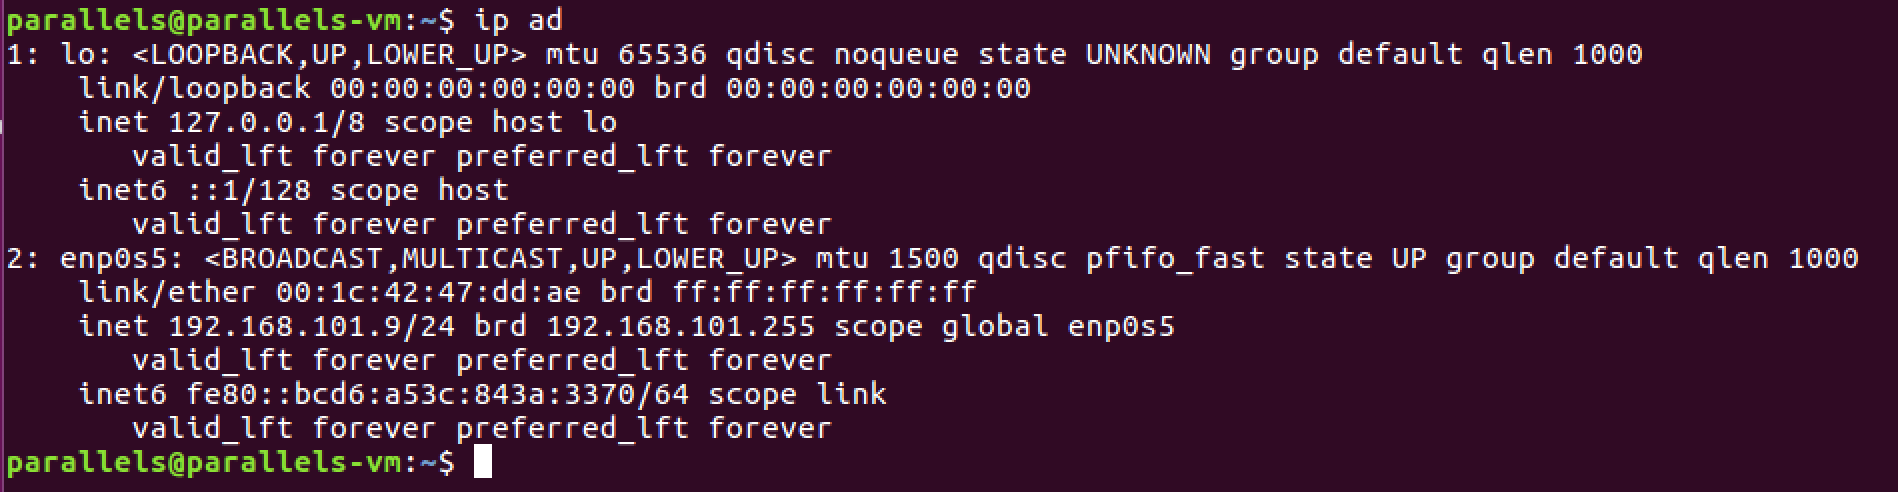 parallels@parallels-vm:~$ ip ad
1: lo: <LOOPBACK,UP,LOWER_UP> mtu 65536 qdisc noqueue state UNKNOWN group default qlen 1000
    link/loopback 00:00:00:00:00:00 brd 00:00:00:00:00:00
    inet 127.0.0.1/8 scope host lo
       valid_lft forever preferred_lft forever
    inet6 ::1/128 scope host
       valid_lft forever preferred_lft forever
2: enp0s5: <BROADCAST,MULTICAST,UP,LOWER_UP> mtu 1500 qdisc pfifo_fast state UP group default qlen 1000
    link/ether 00:1c:42:47:dd:ae brd ff:ff:ff:ff:ff:ff
    inet 192.168.101.9/24 brd 192.168.101.255 scope global enp0s5
       valid_lft forever preferred_lft forever
    inet6 fe80::bcd6:a53c:843a:3370/64 scope link
       valid_lft forever preferred_lft forever
parallels@parallels-vm:~$